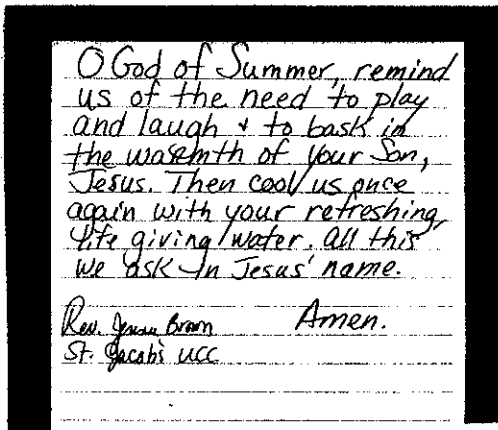 O God of Summer, remind
us of the need to play
and laugh & to bask in
the warmth of your Son,
Jesus. Then cool us once
again with your refreshing,
life giving water. All this
we ask in Jesus' name.
Amen.
Rev. Brown
St. Jacob's UCC